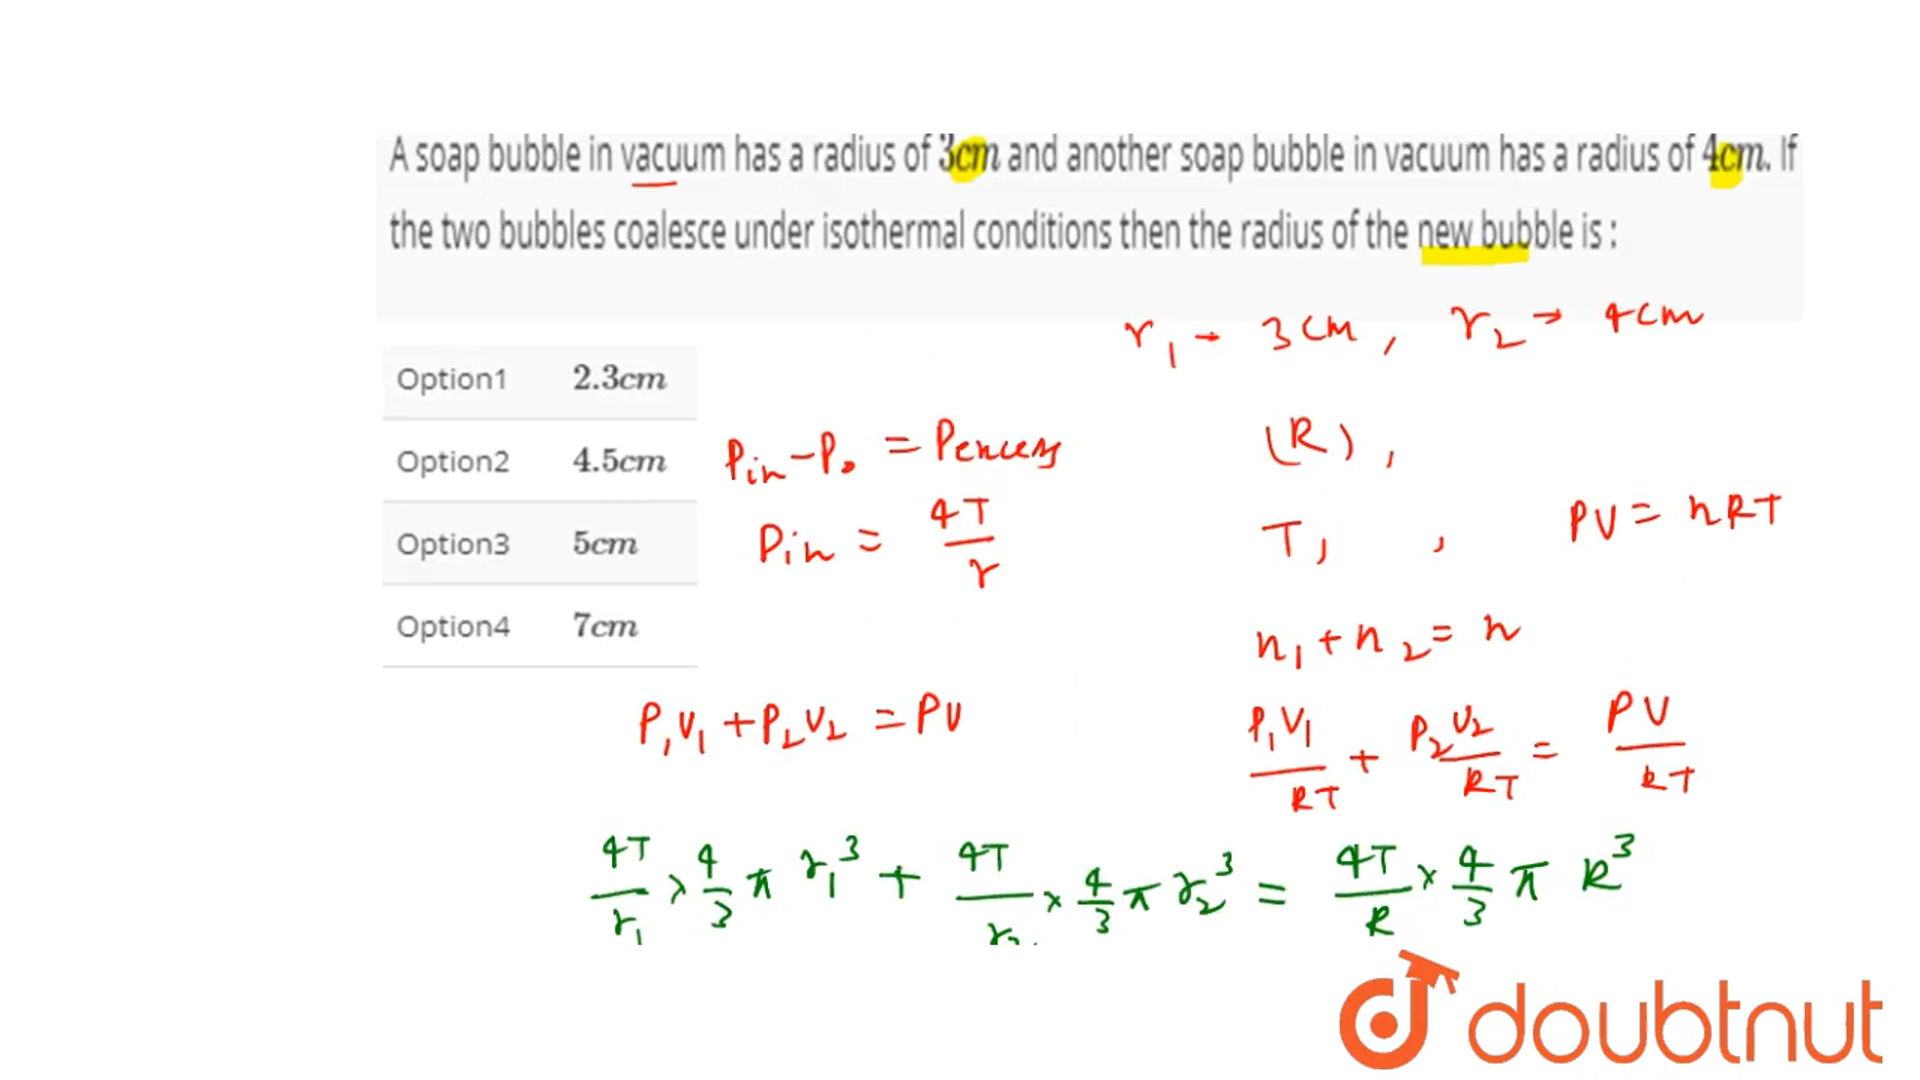 A soap bubble in vacuum has a radius of 3cm and another soap bubble in vacuum has a radius of 4cm. If
the two bubbles coalesce under isothermal conditions then the radius of the new bubble is :
r₁ → 3 cm , r₂ → 4 cm
Option1 2.3cm
Option2 4.5cm
Option3 5cm
Option4 7cm
Pin − P₀ = Pexcess
Pin = 4T/r
(R) ,
T, , PV = nRT
n₁ + n₂ = n
P₁V₁ + P₂V₂ = PV
P₁V₁/RT + P₂V₂/RT = PV/RT
4T/r₁ × 4/3 π r₁³ + 4T/r₂ × 4/3 π r₂³ = 4T/R × 4/3 π R³
doubtnut